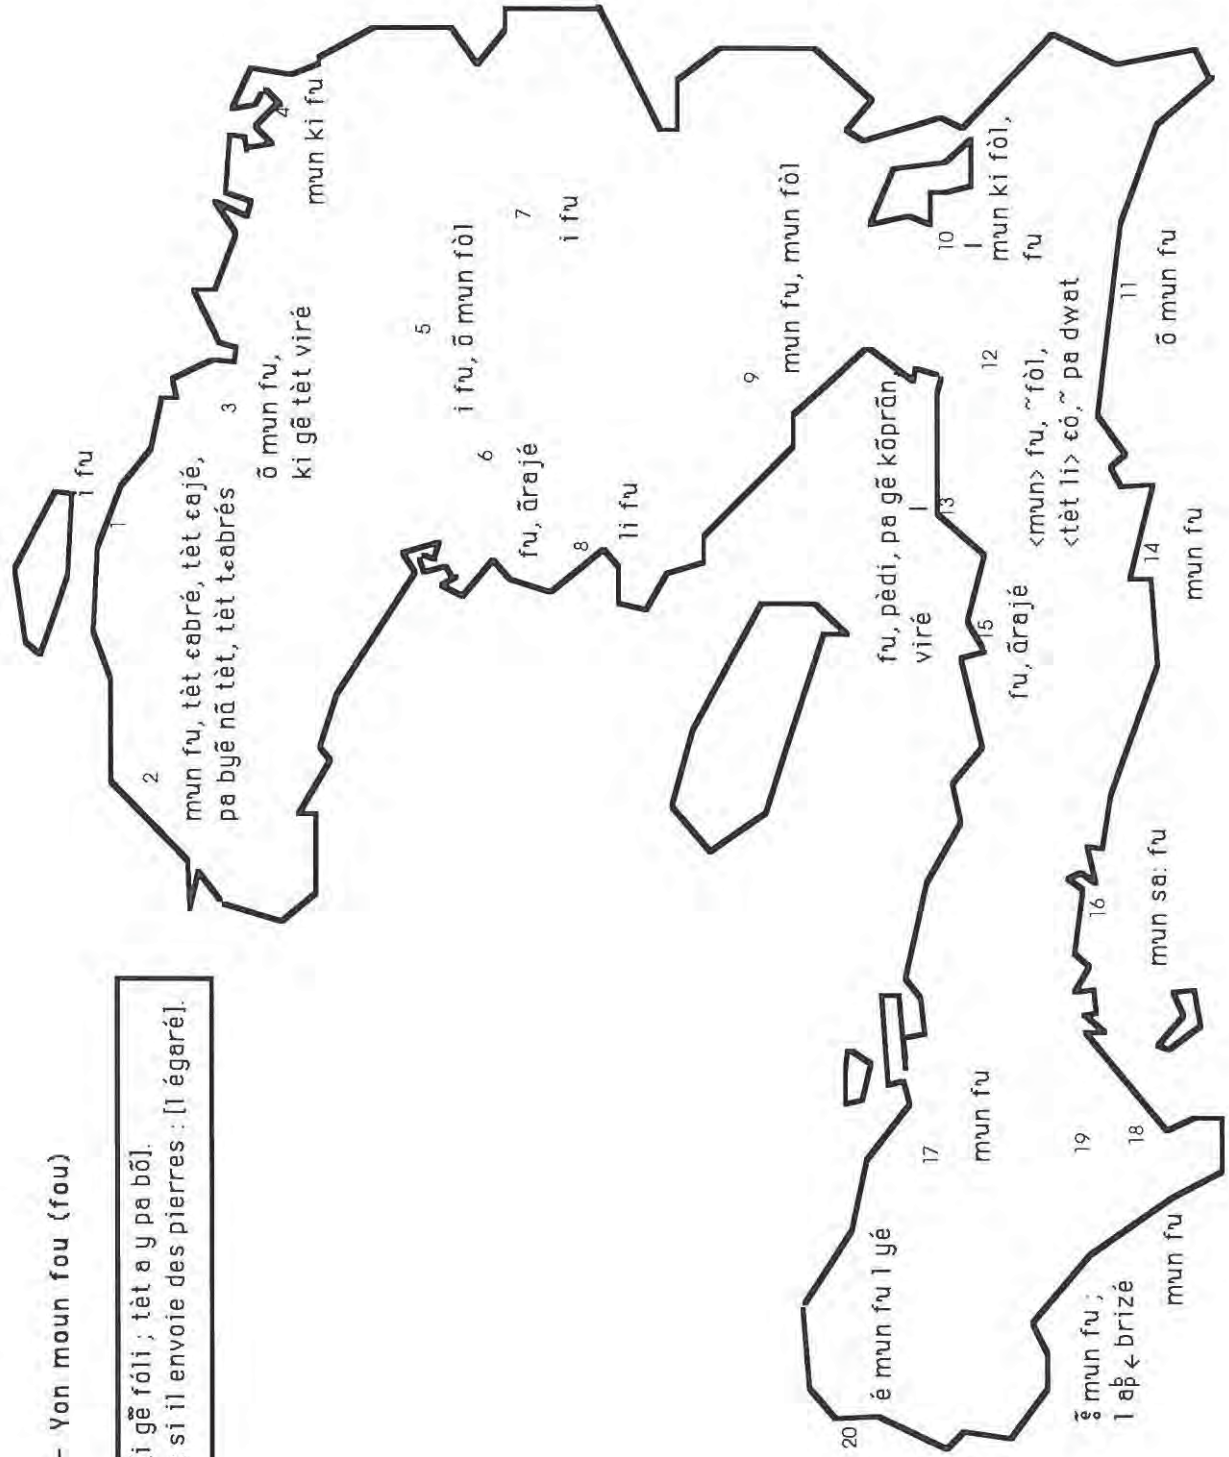 – Yon moun fou (fou)
i gẽ fóli ; tèt a y pa bõ].
si il envoie des pierres : [l égaré].
i fu
1
2
mun fu, tèt ɛabré, tèt ɛajé,
pa byẽ nã tèt, tèt tɛabrés
3
õ mun fu,
ki gẽ tèt viré
4
mun ki fu
5
i fu, õ mun fòl
6
fu, ãrajé
7
i fu
8
li fu
9
mun fu, mun fòl
10
mun ki fòl,
fu
11
õ mun fu
12
<mun> fu, ~ fòl,
<tèt li> ɛó, ~ pa dwat
13
fu, pèdi, pa gẽ kõprãn,
viré
14
mun fu
15
fu, ãrajé
16
mun sa: fu
17
mun fu
18
mun fu
19
mun fu ;
brizé
20
é mun fu l yé